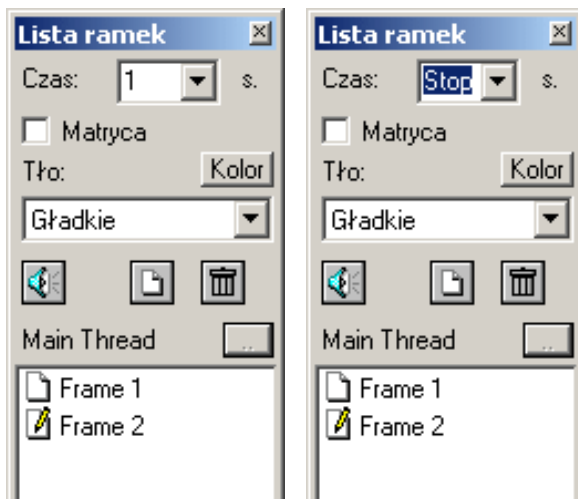 Lista ramek
Czas: 1 s.
Matryca
Tło: Kolor
Gładkie
Main Thread ..
Frame 1
Frame 2
Lista ramek
Czas: Stop s.
Matryca
Tło: Kolor
Gładkie
Main Thread ..
Frame 1
Frame 2